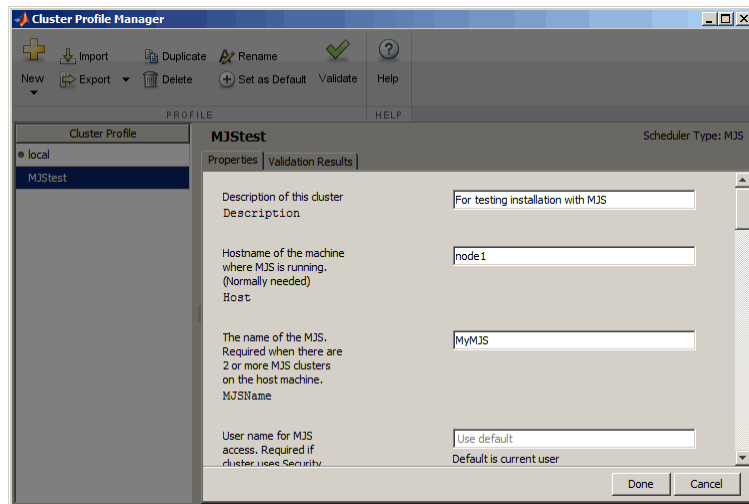 Cluster Profile Manager
Import
Duplicate
Rename
New
Export
Delete
Set as Default
Validate
Help
PROFILE
HELP
Cluster Profile
local
MJStest
MJStest
Scheduler Type: MJS
Properties
Validation Results
Description of this cluster
Description
For testing installation with MJS
Hostname of the machine
where MJS is running.
(Normally needed)
Host
node1
The name of the MJS.
Required when there are
2 or more MJS clusters
on the host machine.
MJSName
MyMJS
User name for MJS
access. Required if
cluster uses Security
Use default
Default is current user
Done
Cancel